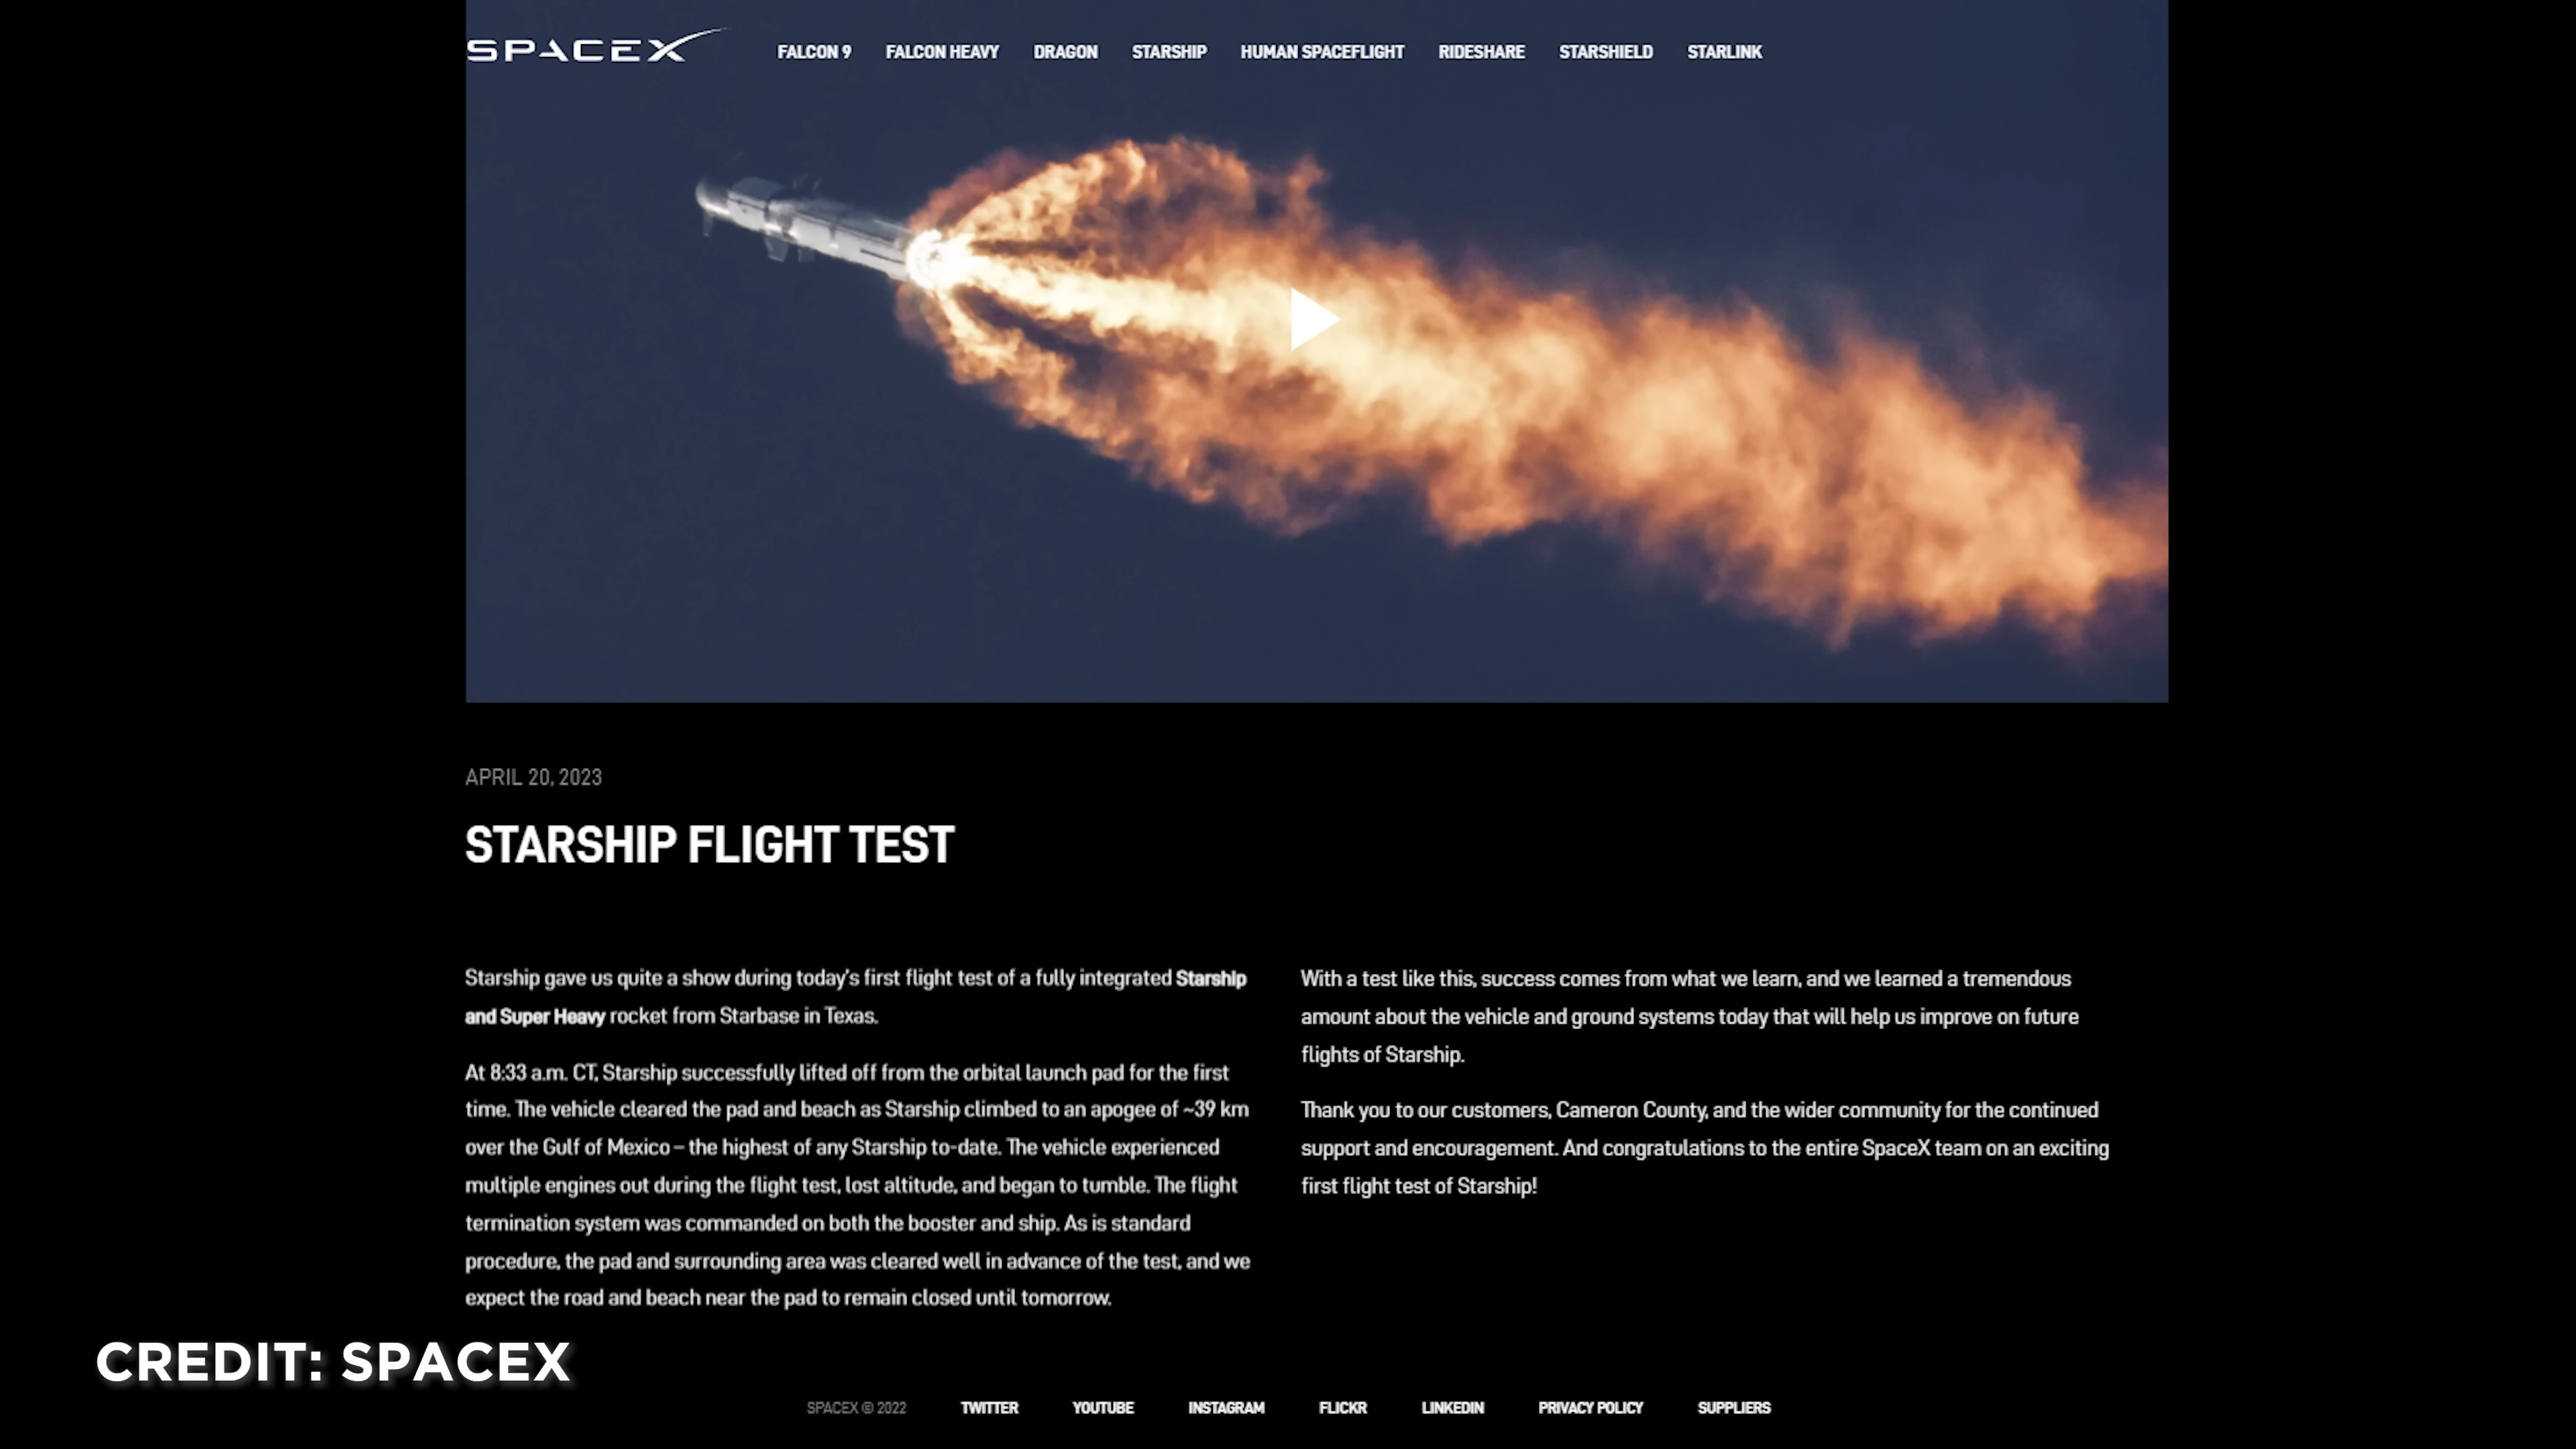 SPACEX
FALCON 9
FALCON HEAVY
DRAGON
STARSHIP
HUMAN SPACEFLIGHT
RIDESHARE
STARSHIELD
STARLINK
APRIL 20, 2023
STARSHIP FLIGHT TEST
Starship gave us quite a show during today's first flight test of a fully integrated Starship
and Super Heavy rocket from Starbase in Texas.
At 8:33 a.m. CT, Starship successfully lifted off from the orbital launch pad for the first
time. The vehicle cleared the pad and beach as Starship climbed to an apogee of ~39 km
over the Gulf of Mexico – the highest of any Starship to-date. The vehicle experienced
multiple engines out during the flight test, lost altitude, and began to tumble. The flight
termination system was commanded on both the booster and ship. As is standard
procedure, the pad and surrounding area was cleared well in advance of the test, and we
expect the road and beach near the pad to remain closed until tomorrow.
With a test like this, success comes from what we learn, and we learned a tremendous
amount about the vehicle and ground systems today that will help us improve on future
flights of Starship.
Thank you to our customers, Cameron County, and the wider community for the continued
support and encouragement. And congratulations to the entire SpaceX team on an exciting
first flight test of Starship!
CREDIT: SPACEX
SPACEX © 2022
TWITTER
YOUTUBE
INSTAGRAM
FLICKR
LINKEDIN
PRIVACY POLICY
SUPPLIERS